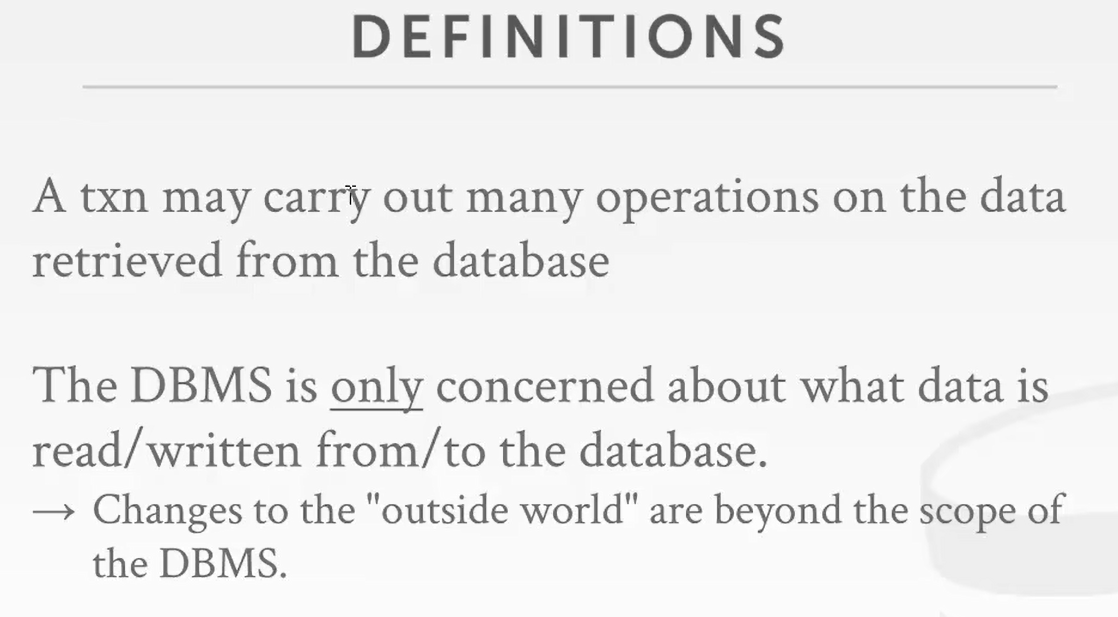 DEFINITIONS
A txn may carry out many operations on the data
retrieved from the database
The DBMS is only concerned about what data is
read/written from/to the database.
→ Changes to the "outside world" are beyond the scope of
the DBMS.